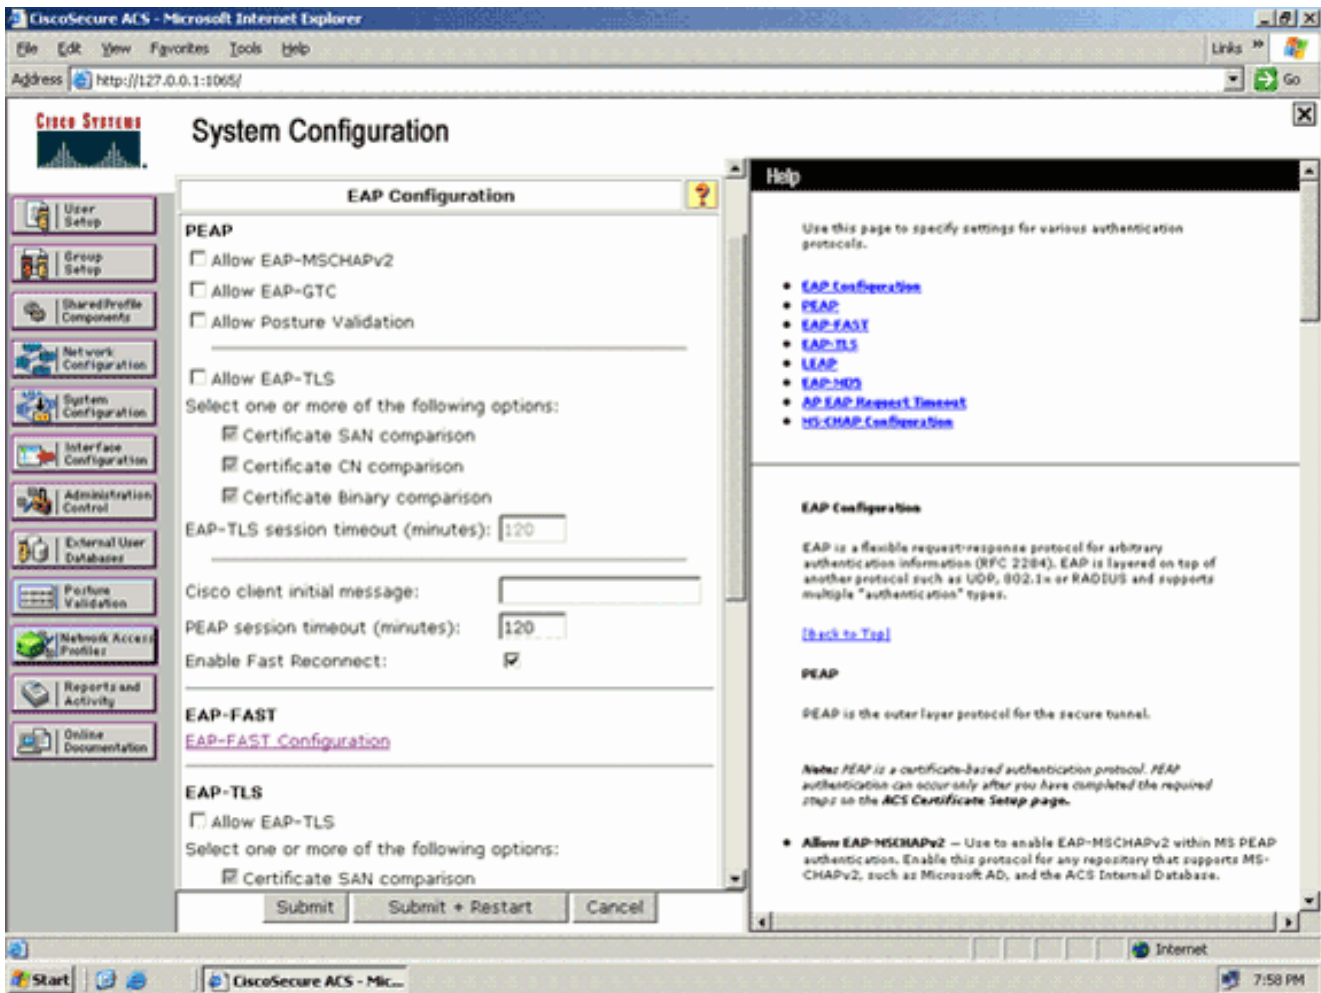 CiscoSecure ACS - Microsoft Internet Explorer
File Edit View Favorites Tools Help
Links »
Address http://127.0.0.1:1065/
Go
CISCO SYSTEMS
System Configuration
User Setup
Group Setup
Shared Profile Components
Network Configuration
System Configuration
Interface Configuration
Administration Control
External User Databases
Posture Validation
Network Access Profiles
Reports and Activity
Online Documentation
EAP Configuration
?
PEAP
Allow EAP-MSCHAPv2
Allow EAP-GTC
Allow Posture Validation
Allow EAP-TLS
Select one or more of the following options:
Certificate SAN comparison
Certificate CN comparison
Certificate Binary comparison
EAP-TLS session timeout (minutes): 120
Cisco client initial message:
PEAP session timeout (minutes): 120
Enable Fast Reconnect:
EAP-FAST
EAP-FAST Configuration
EAP-TLS
Allow EAP-TLS
Select one or more of the following options:
Certificate SAN comparison
Submit Submit + Restart Cancel
Help
Use this page to specify settings for various authentication
protocols.
EAP Configuration
PEAP
EAP-FAST
EAP-TLS
LEAP
EAP-MD5
AP EAP Request Timeout
MS-CHAP Configuration
EAP Configuration
EAP is a flexible request-response protocol for arbitrary
authentication information (RFC 2284). EAP is layered on top of
another protocol such as UDP, 802.1x or RADIUS and supports
multiple "authentication" types.
[Back to Top]
PEAP
PEAP is the outer layer protocol for the secure tunnel.
Note: PEAP is a certificate-based authentication protocol. PEAP
authentication can occur only after you have completed the required
steps on the ACS Certificate Setup page.
Allow EAP-MSCHAPv2 — Use to enable EAP-MSCHAPv2 within MS PEAP
authentication. Enable this protocol for any repository that supports MS-
CHAPv2, such as Microsoft AD, and the ACS Internal Database.
Internet
Start
CiscoSecure ACS - Mic...
7:58 PM